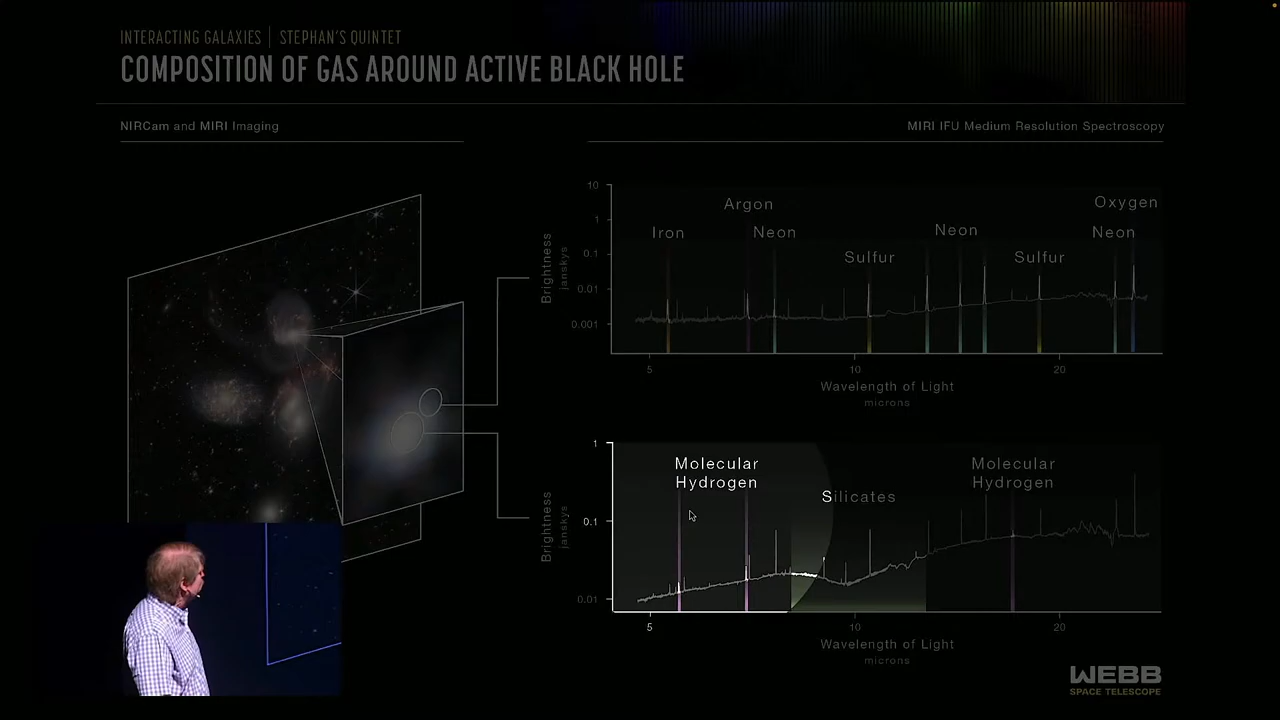 INTERACTING GALAXIES | STEPHAN'S QUINTET
COMPOSITION OF GAS AROUND ACTIVE BLACK HOLE
NIRCam and MIRI Imaging
MIRI IFU Medium Resolution Spectroscopy
Brightness
janskys
10
1
0.1
0.01
0.001
Iron
Argon
Neon
Sulfur
Neon
Sulfur
Oxygen
Neon
5
10
20
Wavelength of Light
microns
Brightness
janskys
1
0.1
0.01
Molecular
Hydrogen
Silicates
Molecular
Hydrogen
5
10
20
Wavelength of Light
microns
WEBB
SPACE TELESCOPE